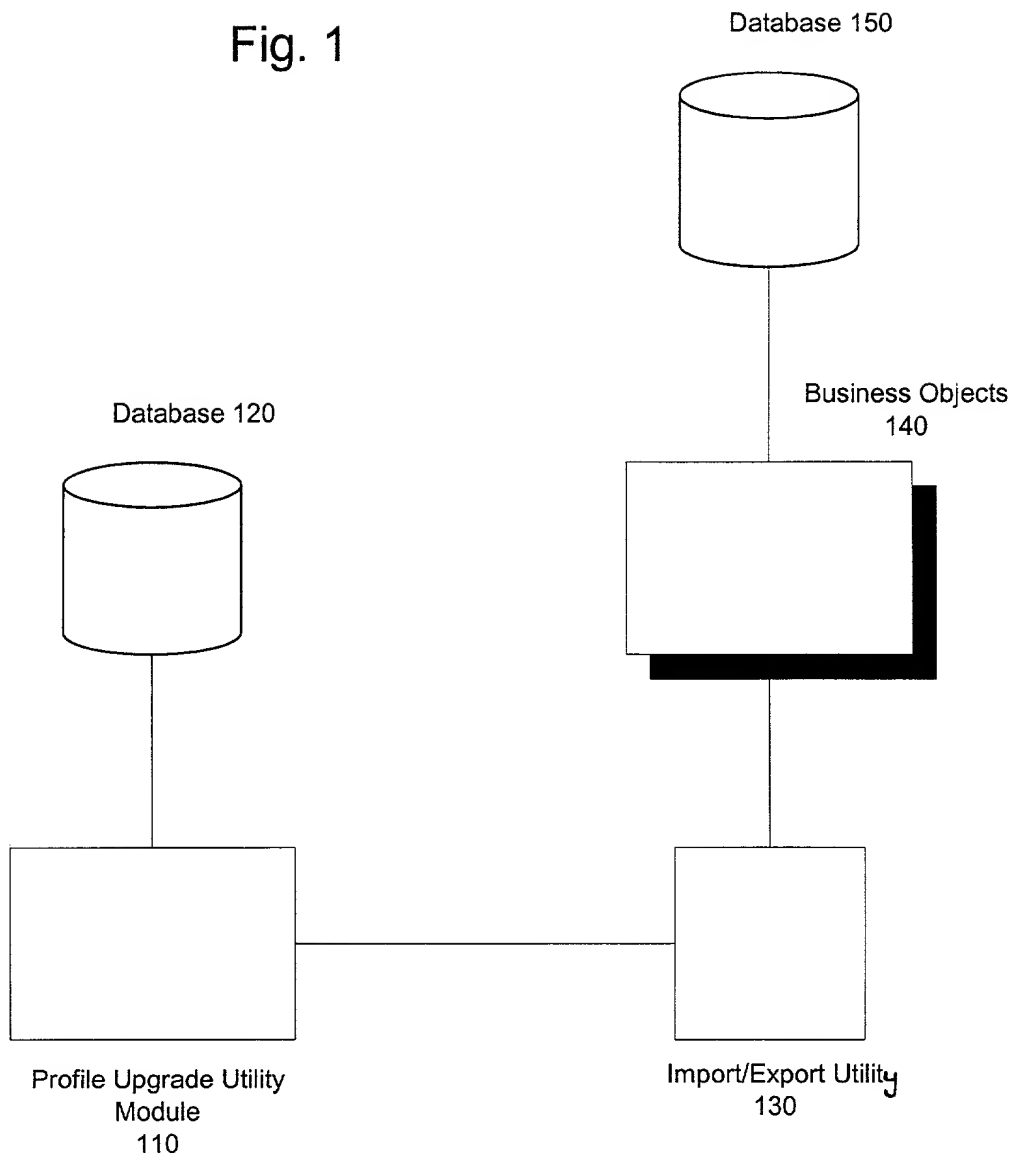 Fig. 1
Database 150
Database 120
Business Objects
140
Profile Upgrade Utility
Module
110
Import/Export Utility
130